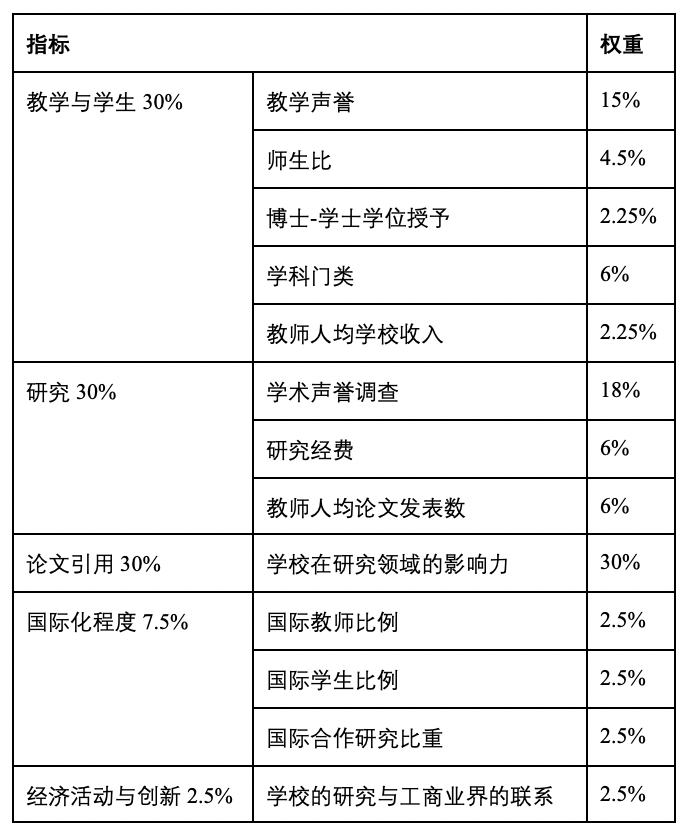 指标 权重
教学与学生 30% 教学声誉 15%
师生比 4.5%
博士-学士学位授予 2.25%
学科门类 6%
教师人均学校收入 2.25%
研究 30% 学术声誉调查 18%
研究经费 6%
教师人均论文发表数 6%
论文引用 30% 学校在研究领域的影响力 30%
国际化程度 7.5% 国际教师比例 2.5%
国际学生比例 2.5%
国际合作研究比重 2.5%
经济活动与创新 2.5% 学校的研究与工商业界的联系 2.5%